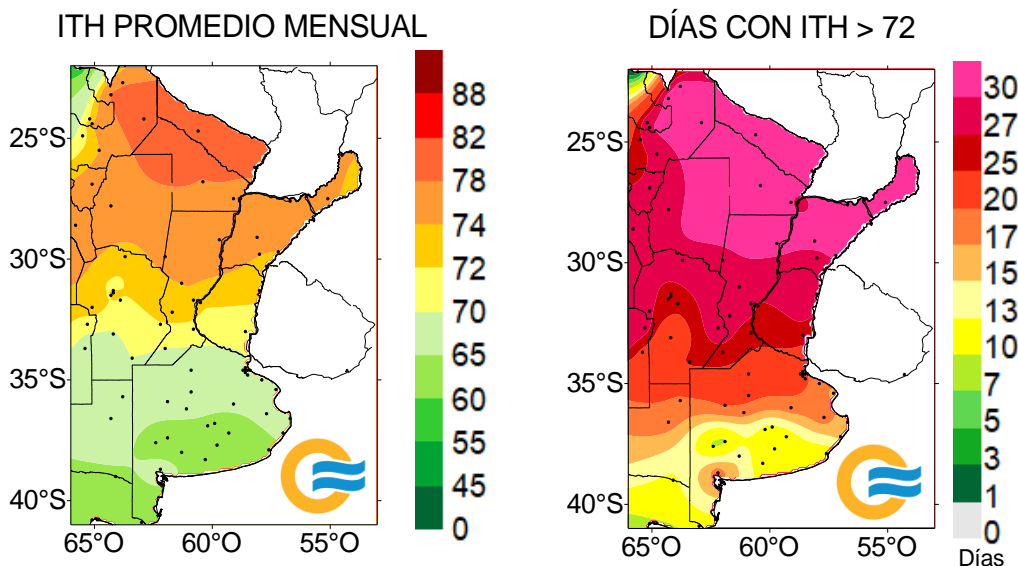 ITH PROMEDIO MENSUAL
25°S
30°S
35°S
40°S
65°O
60°O
55°O
88
82
78
74
72
70
65
60
55
45
0
DÍAS CON ITH > 72
25°S
30°S
35°S
40°S
65°O
60°O
55°O
30
27
25
20
17
15
13
10
7
5
3
1
0
Días